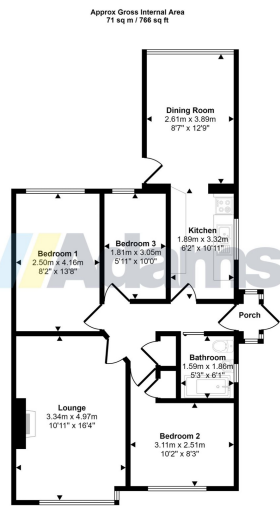 Approx Gross Internal Area
71 sq m / 766 sq ft
Dining Room
2.61m x 3.89m
8'7" x 12'9"
Kitchen
1.89m x 3.32m
6'2" x 10'11"
Bedroom 3
1.81m x 3.05m
5'11" x 10'0"
Bedroom 1
2.50m x 4.16m
8'2" x 13'8"
Adams
Porch
Bathroom
1.59m x 1.86m
5'3" x 6'1"
Lounge
3.34m x 4.97m
10'11" x 16'4"
Bedroom 2
3.11m x 2.51m
10'2" x 8'3"